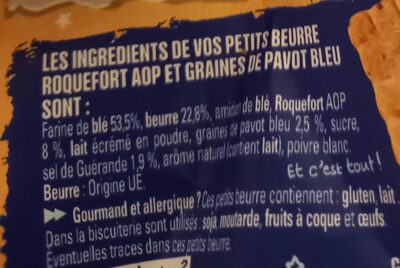 LES INGRÉDIENTS DE VOS PETITS BEURRE
ROQUEFORT AOP ET GRAINES DE PAVOT BLEU
SONT :
Farine de blé 53,5%, beurre 22,8%, amidon de blé, Roquefort AOP
8 %, lait écrémé en poudre, graines de pavot bleu 2,5 %, sucre,
sel de Guérande 1,9 %, arôme naturel (contient lait), poivre blanc.
Et c'est tout !
Beurre : Origine UE.
Gourmand et allergique ? Ces petits beurre contiennent : gluten, lait.
Dans la biscuiterie sont utilisés : soja, moutarde, fruits à coque et œufs.
Eventuelles traces dans ces petits beurre.